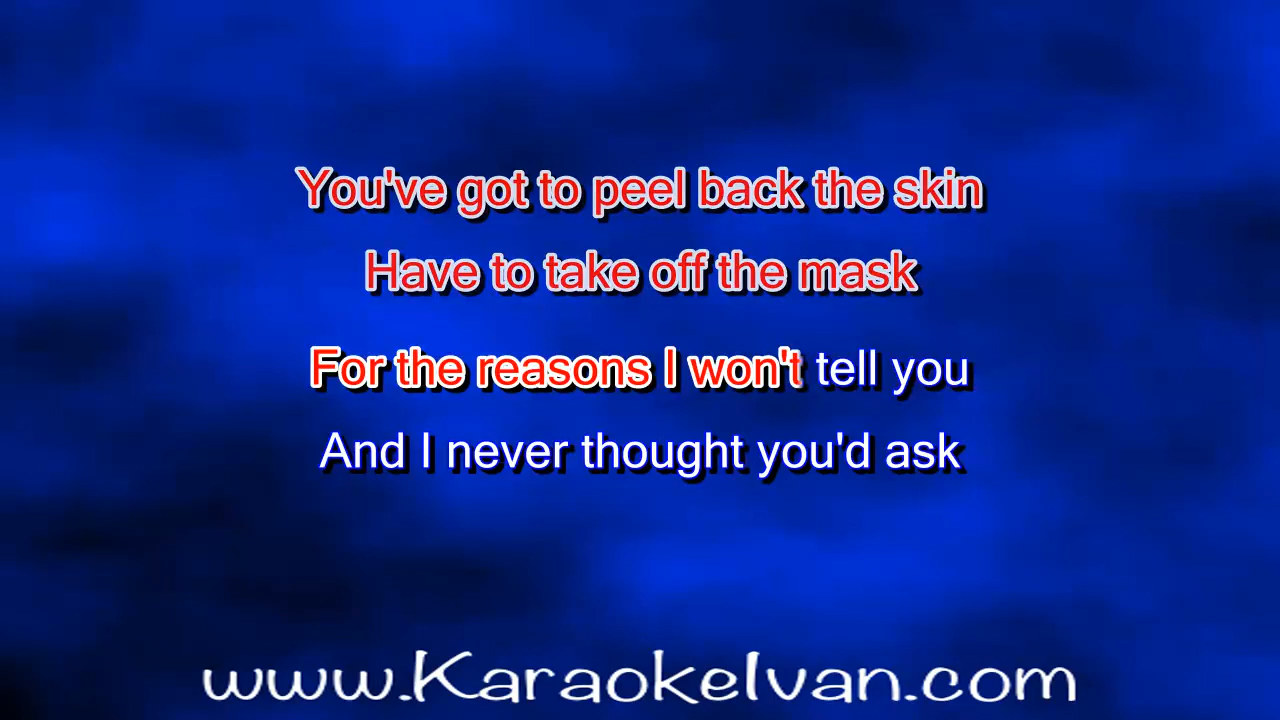 You've got to peel back the skin
Have to take off the mask
For the reasons I won't tell you
And I never thought you'd ask
www.KaraokeIvan.com